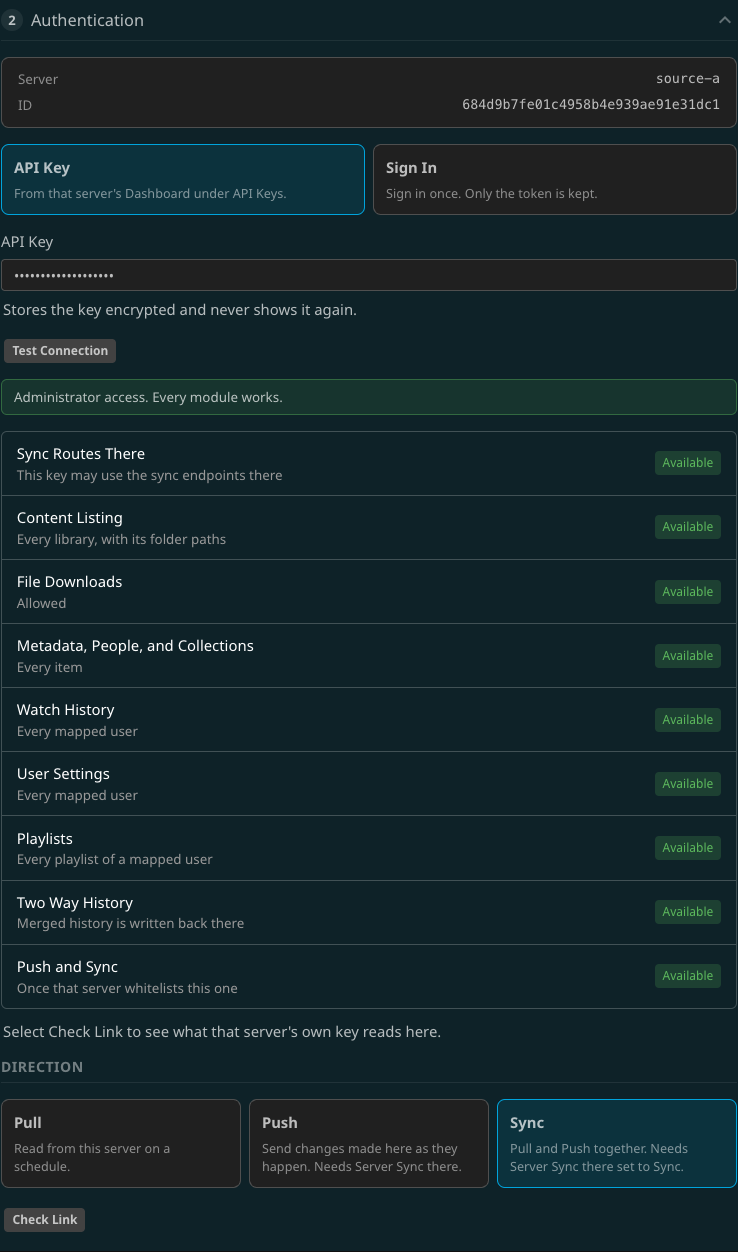 2 Authentication
Server source-a
ID 684d9b7fe01c4958b4e939ae91e31dc1
API Key
From that server's Dashboard under API Keys.
Sign In
Sign in once. Only the token is kept.
API Key
•••••••••••••••••••
Stores the key encrypted and never shows it again.
Test Connection
Administrator access. Every module works.
Sync Routes There
This key may use the sync endpoints there
Available
Content Listing
Every library, with its folder paths
Available
File Downloads
Allowed
Available
Metadata, People, and Collections
Every item
Available
Watch History
Every mapped user
Available
User Settings
Every mapped user
Available
Playlists
Every playlist of a mapped user
Available
Two Way History
Merged history is written back there
Available
Push and Sync
Once that server whitelists this one
Available
Select Check Link to see what that server's own key reads here.
DIRECTION
Pull
Read from this server on a
schedule.
Push
Send changes made here as they
happen. Needs Server Sync there.
Sync
Pull and Push together. Needs
Server Sync there set to Sync.
Check Link